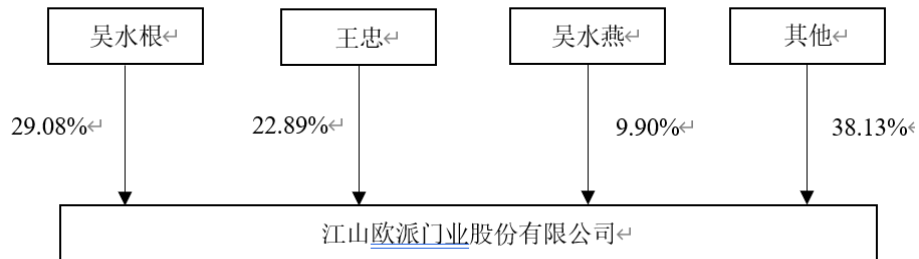 吴水根
王忠
吴水燕
其他
29.08%
22.89%
9.90%
38.13%
江山欧派门业股份有限公司